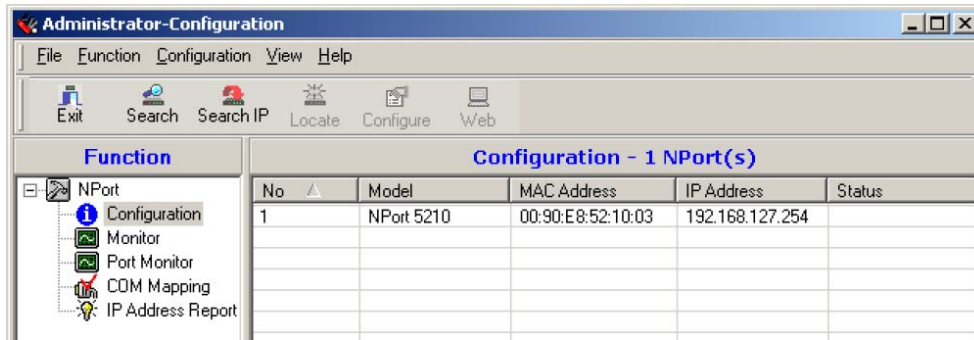 Administrator-Configuration
File Function Configuration View Help
Exit Search Search IP Locate Configure Web
Function
Configuration - 1 NPort(s)
NPort
Configuration
Monitor
Port Monitor
COM Mapping
IP Address Report
No Model MAC Address IP Address Status
1 NPort 5210 00:90:E8:52:10:03 192.168.127.254